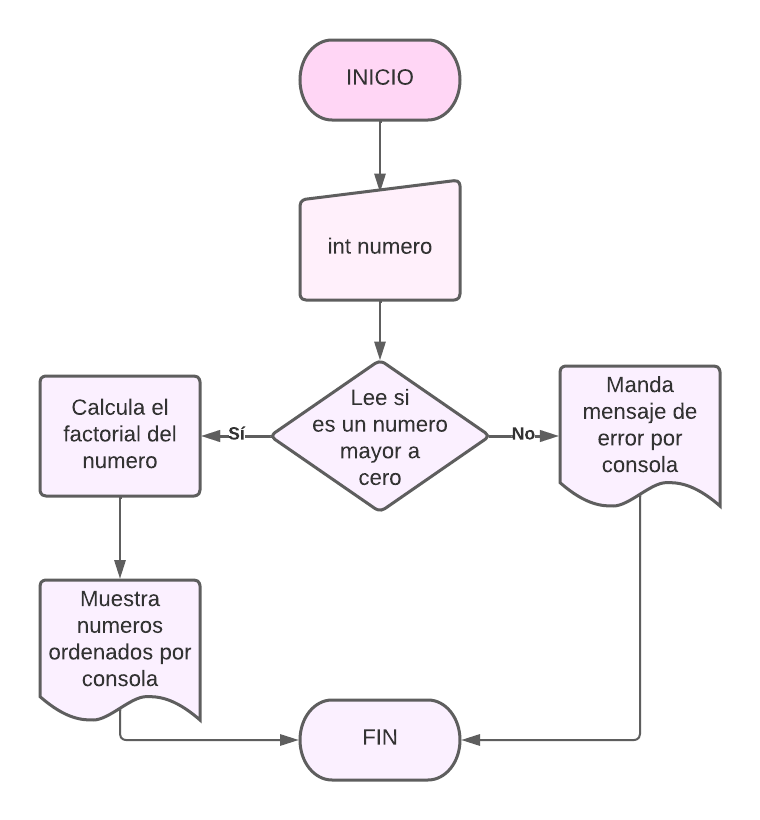 INICIO
int numero
Lee si
es un numero
mayor a
cero
Sí
No
Calcula el
factorial del
numero
Manda
mensaje de
error por
consola
Muestra
numeros
ordenados por
consola
FIN